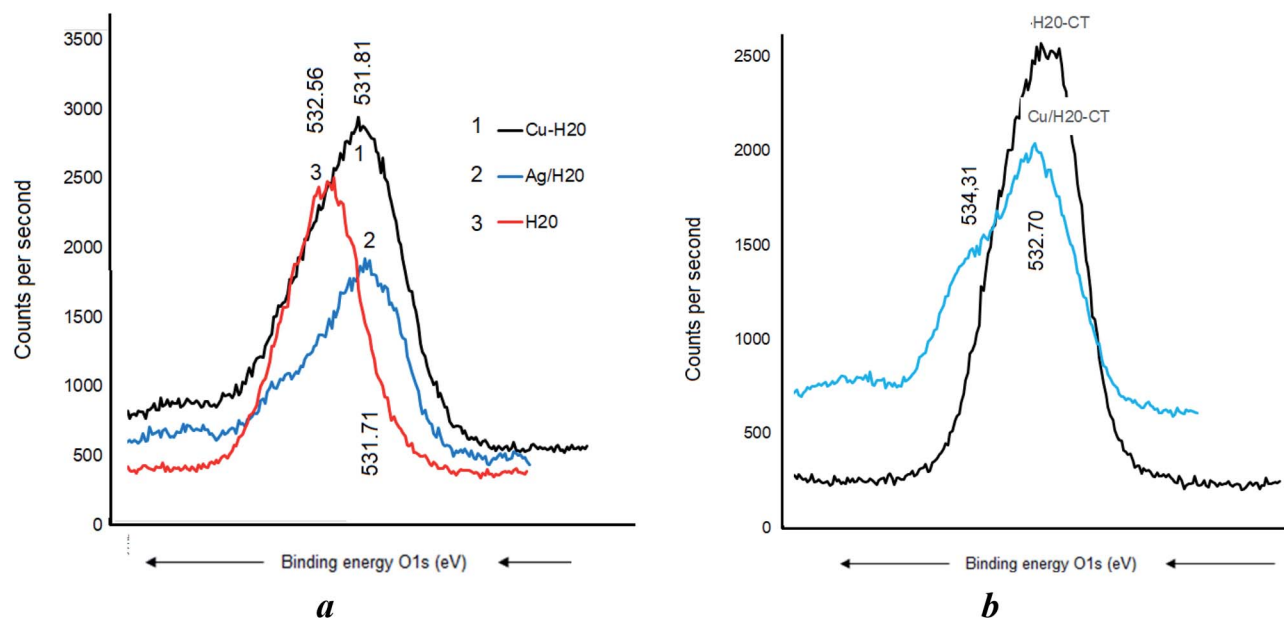 3500
3000
2500
2000
1500
1000
500
0
Counts per second
532.56
531.81
1 Cu-H20
2 Ag/H20
3 H20
1
3
2
531.71
Binding energy O1s (eV)
a
2500
2000
1500
1000
500
0
Counts per second
·H20-CT
Cu/H20-CT
534,31
532.70
Binding energy O1s (eV)
b